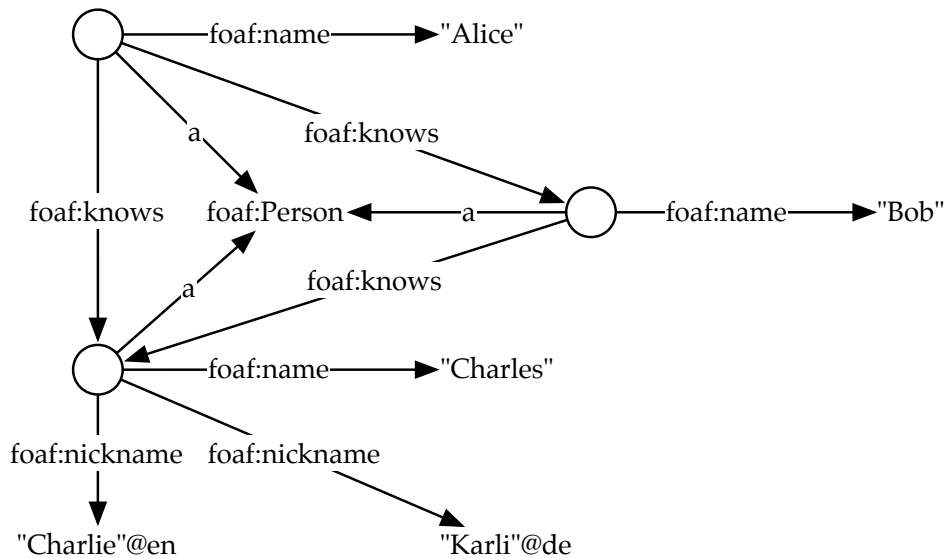 foaf:name "Alice"
a
foaf:knows
foaf:knows foaf:Person a foaf:name "Bob"
foaf:knows
a
foaf:name "Charles"
foaf:nickname foaf:nickname
"Charlie"@en "Karli"@de